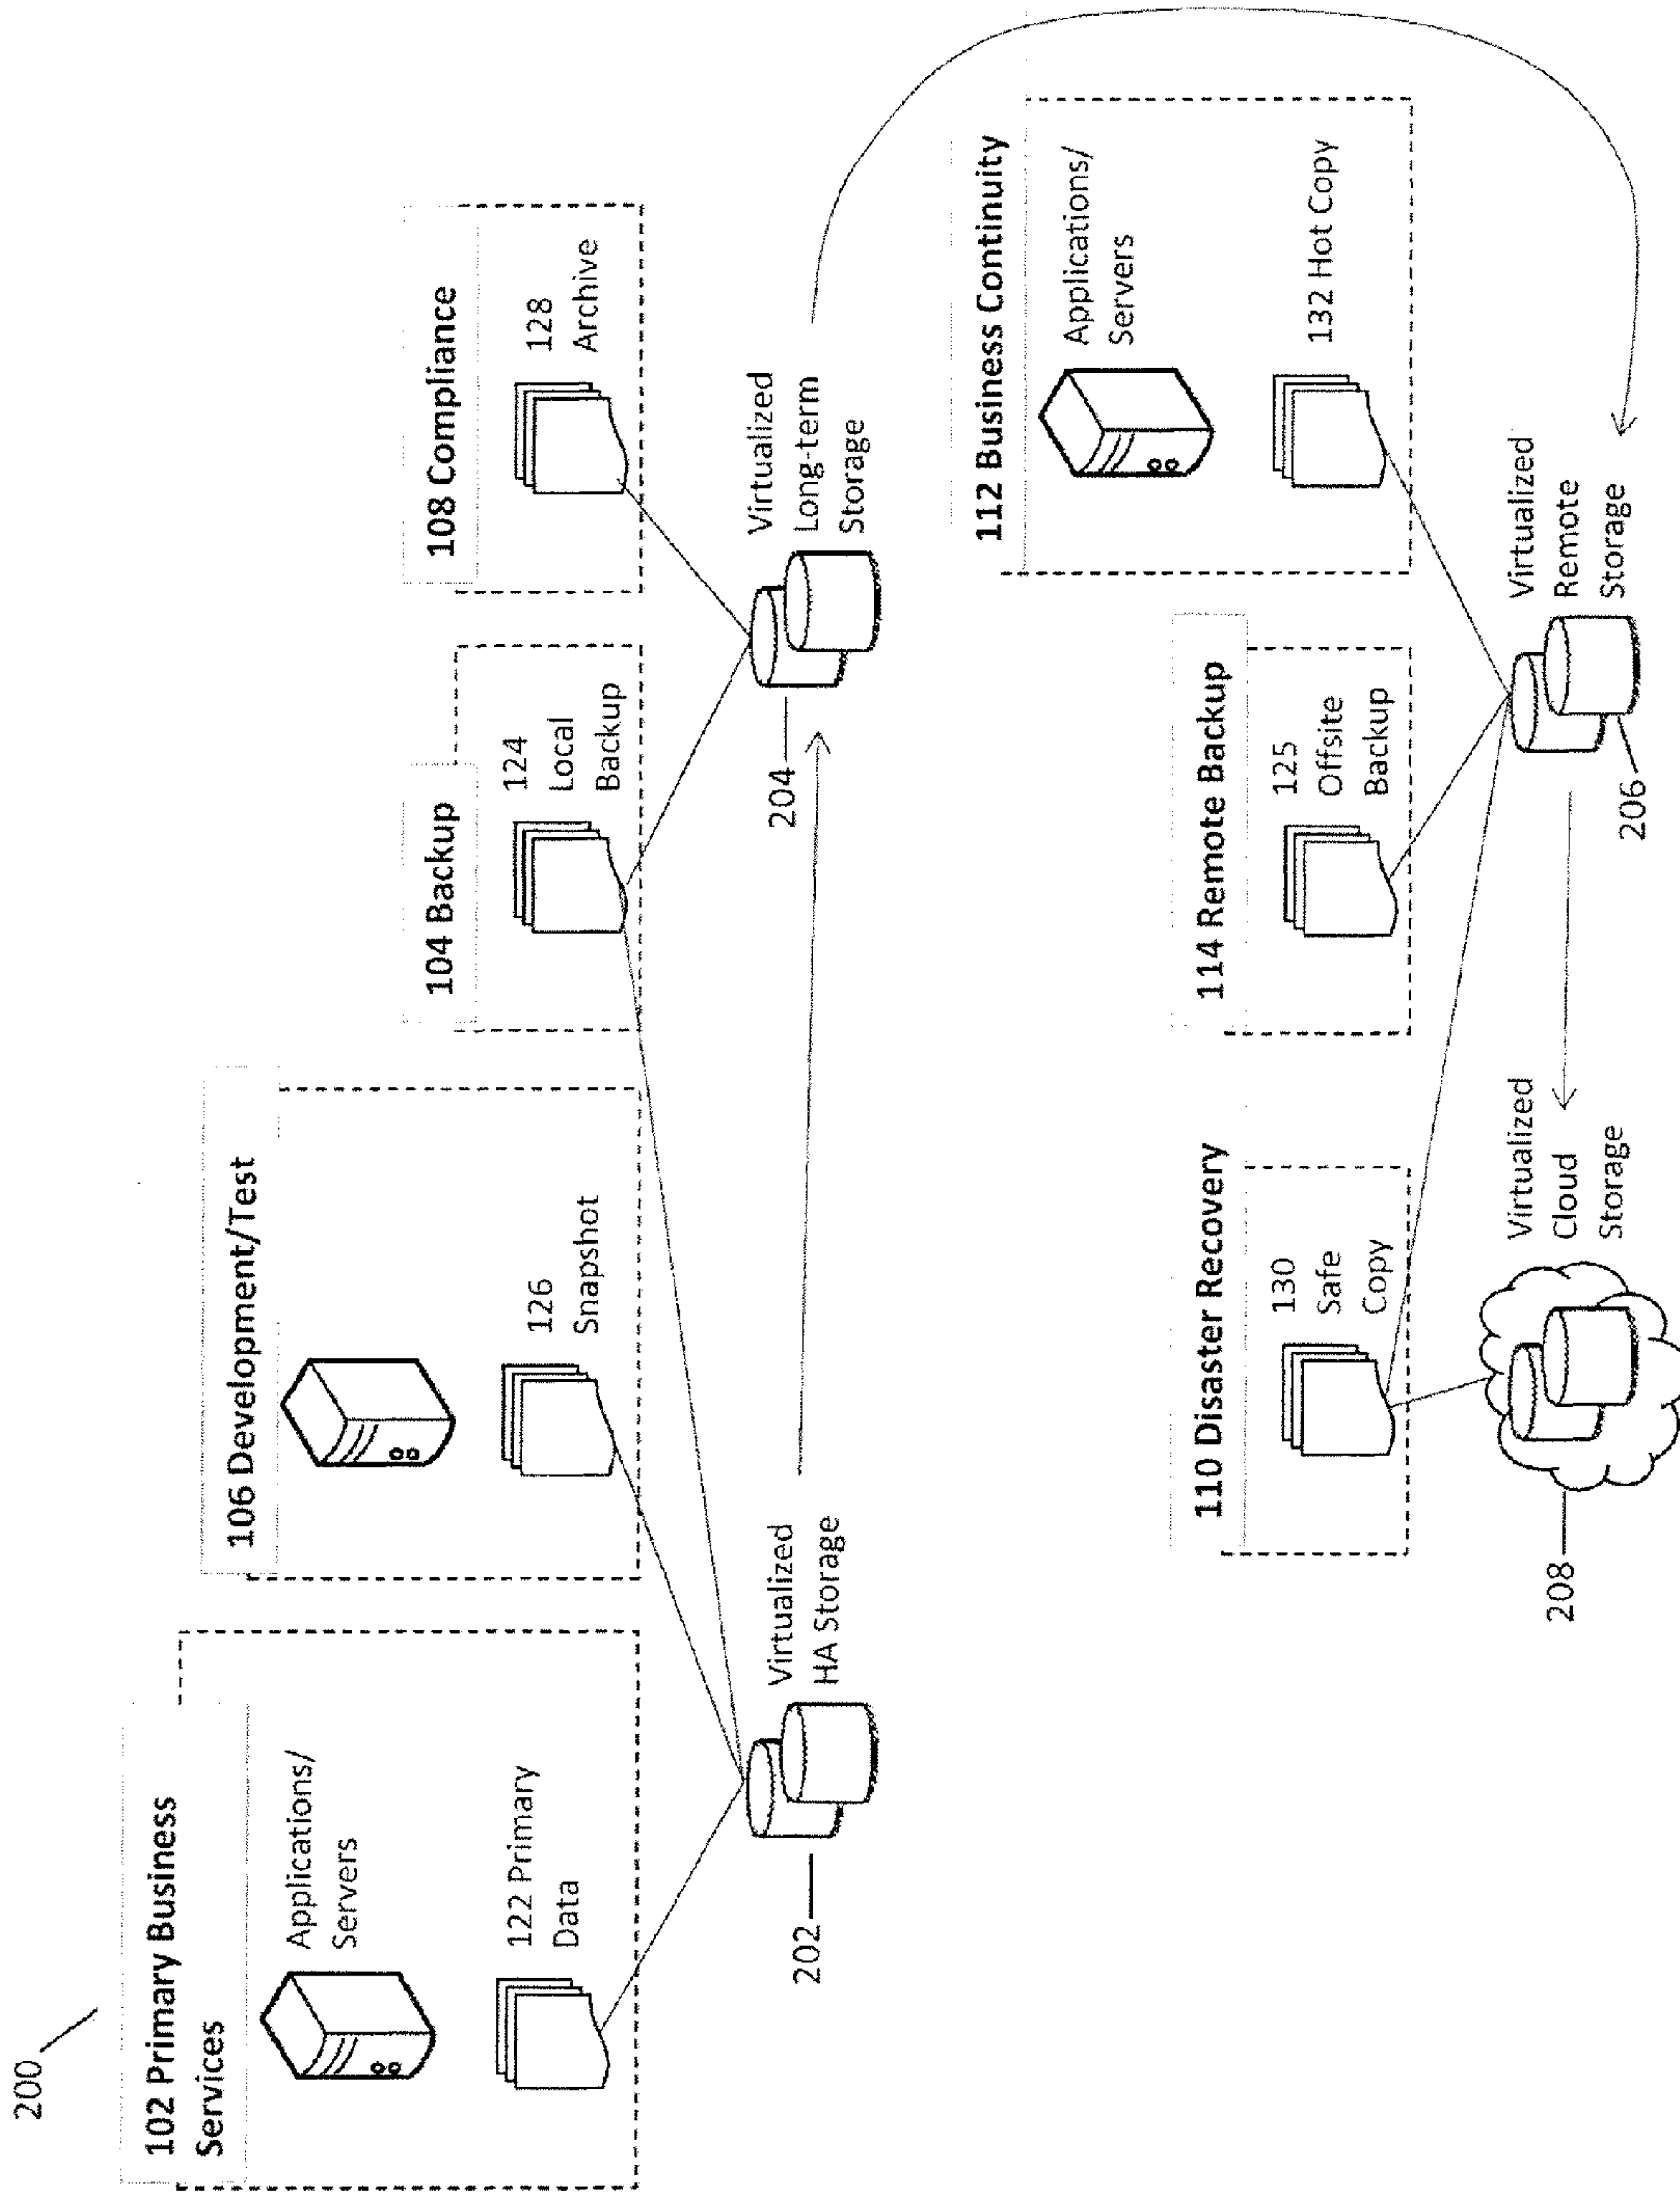 200
102 Primary Business
Services
Applications/
Servers
122 Primary
Data
106 Development/Test
126
Snapshot
104 Backup
124
Local
Backup
108 Compliance
128
Archive
202
Virtualized
HA Storage
204
Virtualized
Long-term
Storage
110 Disaster Recovery
130
Safe
Copy
114 Remote Backup
125
Offsite
Backup
112 Business Continuity
Applications/
Servers
132 Hot Copy
208
Virtualized
Cloud
Storage
206
Virtualized
Remote
Storage